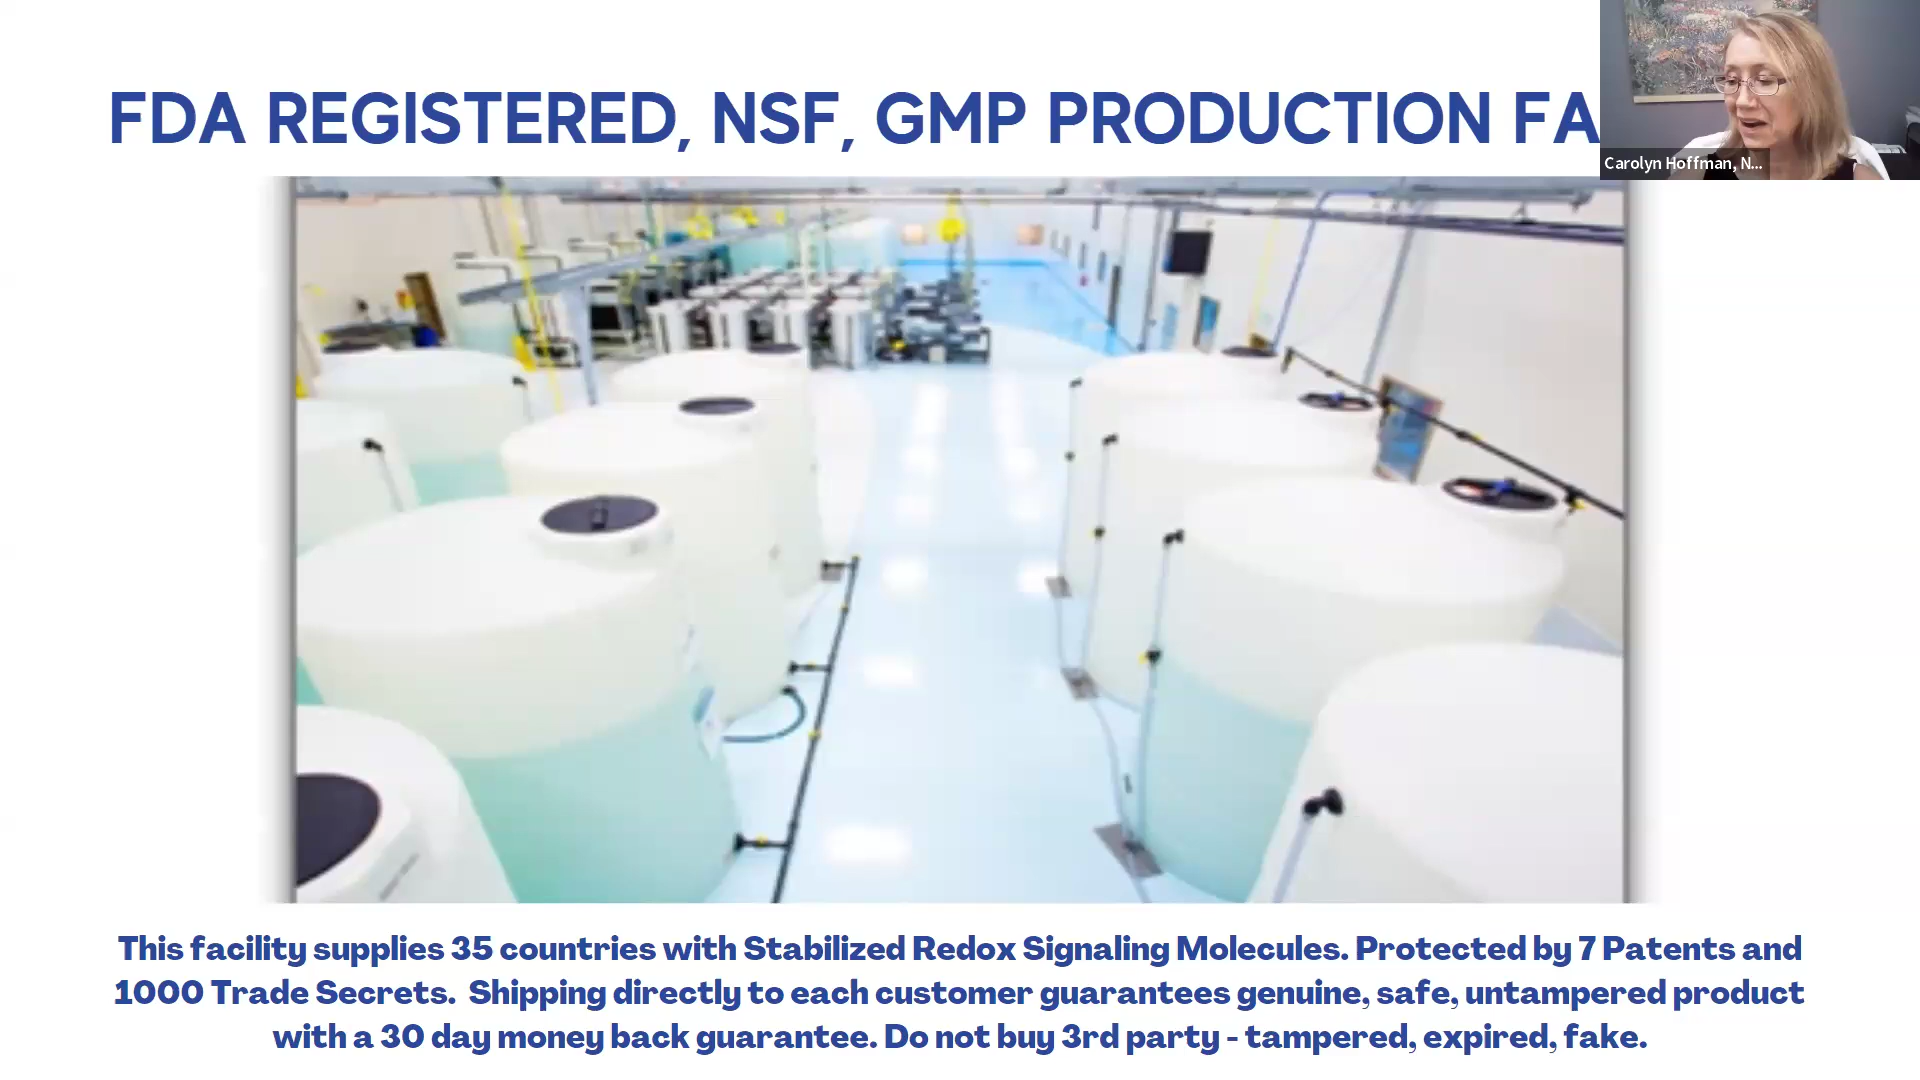 FDA REGISTERED, NSF, GMP PRODUCTION FA
Carolyn Hoffman, N...
This facility supplies 35 countries with Stabilized Redox Signaling Molecules. Protected by 7 Patents and
1000 Trade Secrets. Shipping directly to each customer guarantees genuine, safe, untampered product
with a 30 day money back guarantee. Do not buy 3rd party - tampered, expired, fake.